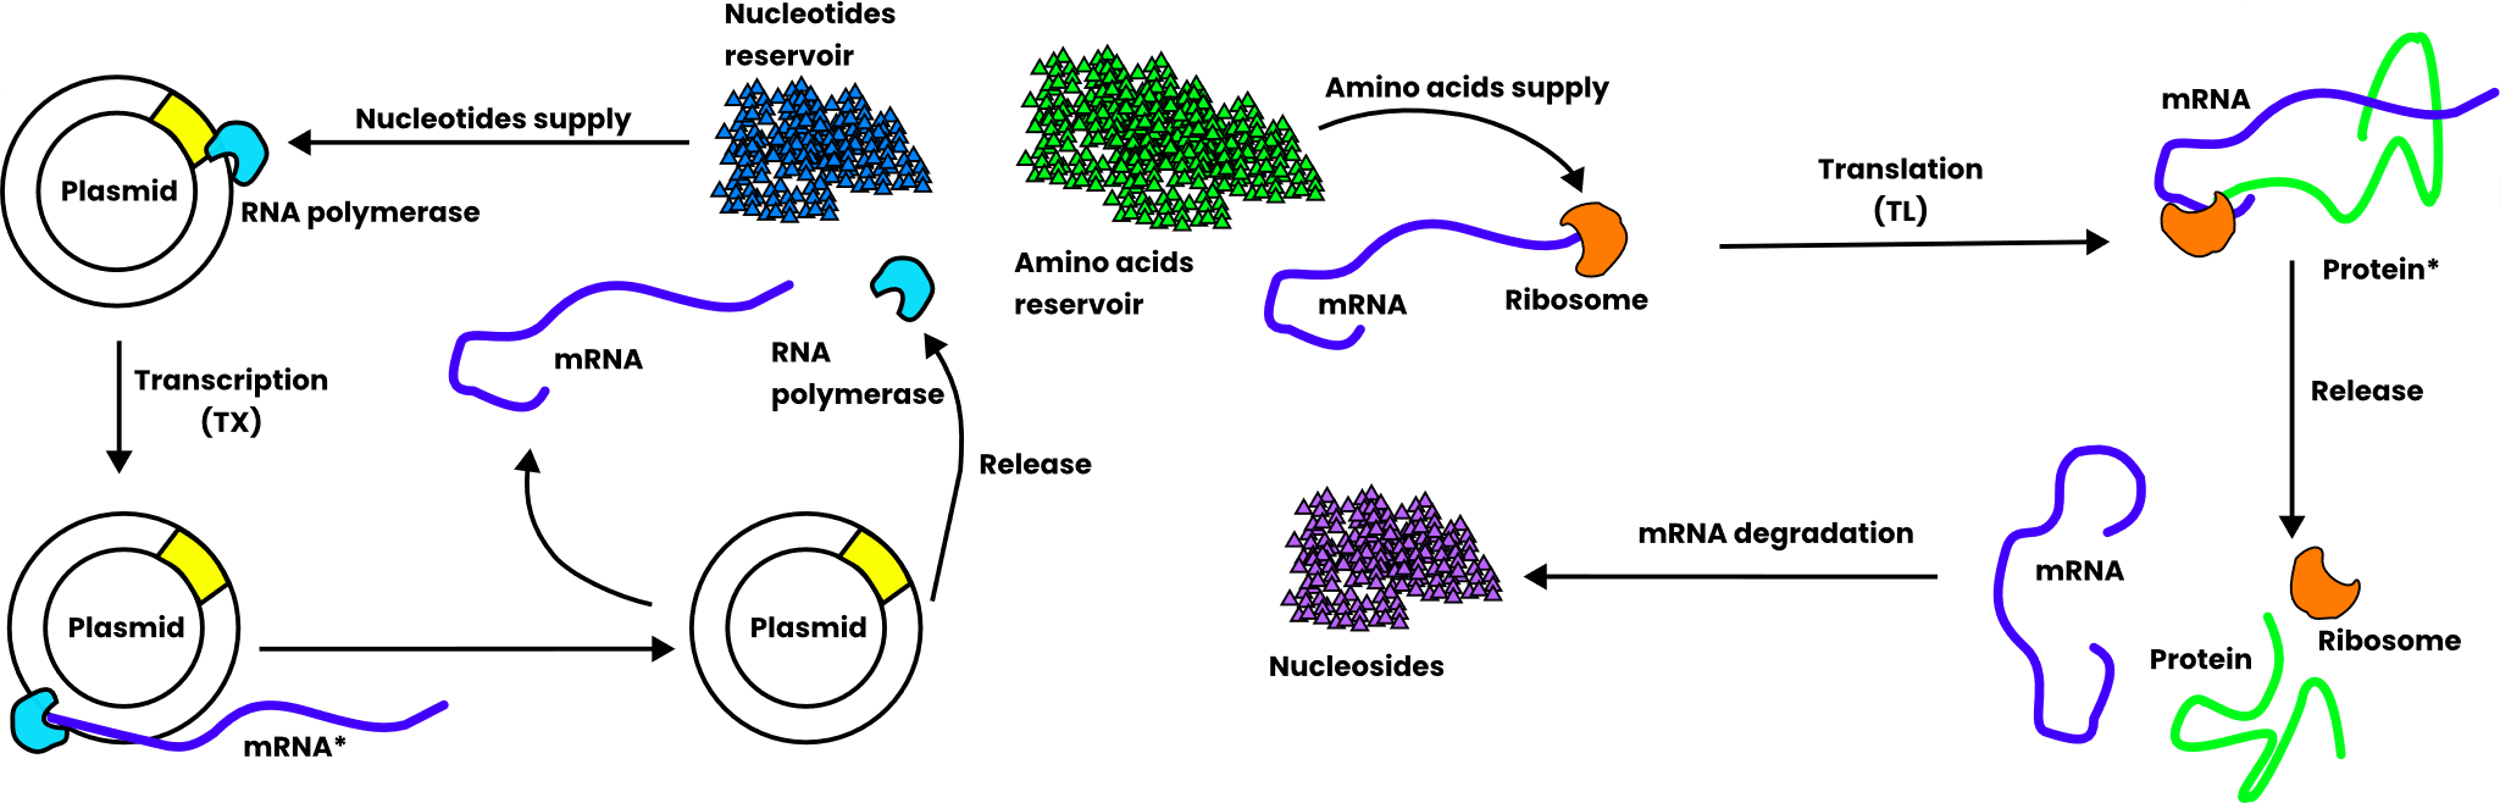 Nucleotides
reservoir
Nucleotides supply
Plasmid
RNA polymerase
Amino acids supply
Amino acids
reservoir
mRNA
Ribosome
Translation
(TL)
mRNA
Protein*
Release
Transcription
(TX)
mRNA
RNA
polymerase
Release
Plasmid
mRNA*
Plasmid
Nucleosides
mRNA degradation
mRNA
Ribosome
Protein